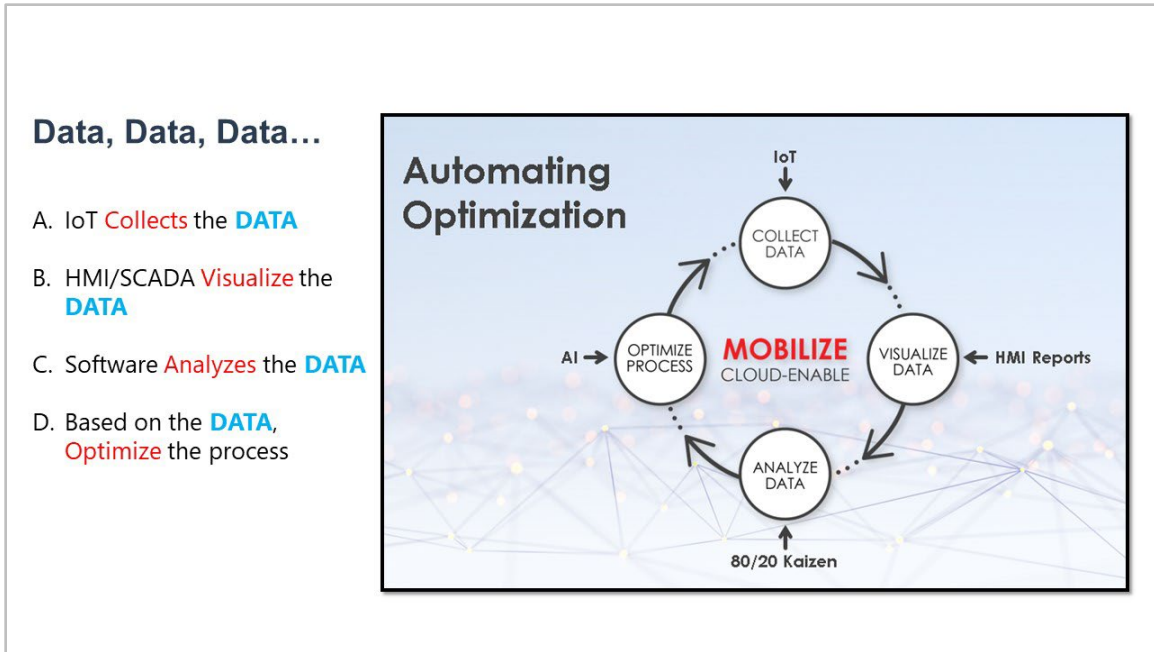 Data, Data, Data…
A. IoT Collects the DATA
B. HMI/SCADA Visualize the
DATA
C. Software Analyzes the DATA
D. Based on the DATA,
Optimize the process
Automating
Optimization
IoT
COLLECT
DATA
AI
OPTIMIZE
PROCESS
MOBILIZE
CLOUD-ENABLE
VISUALIZE
DATA
HMI Reports
ANALYZE
DATA
80/20 Kaizen